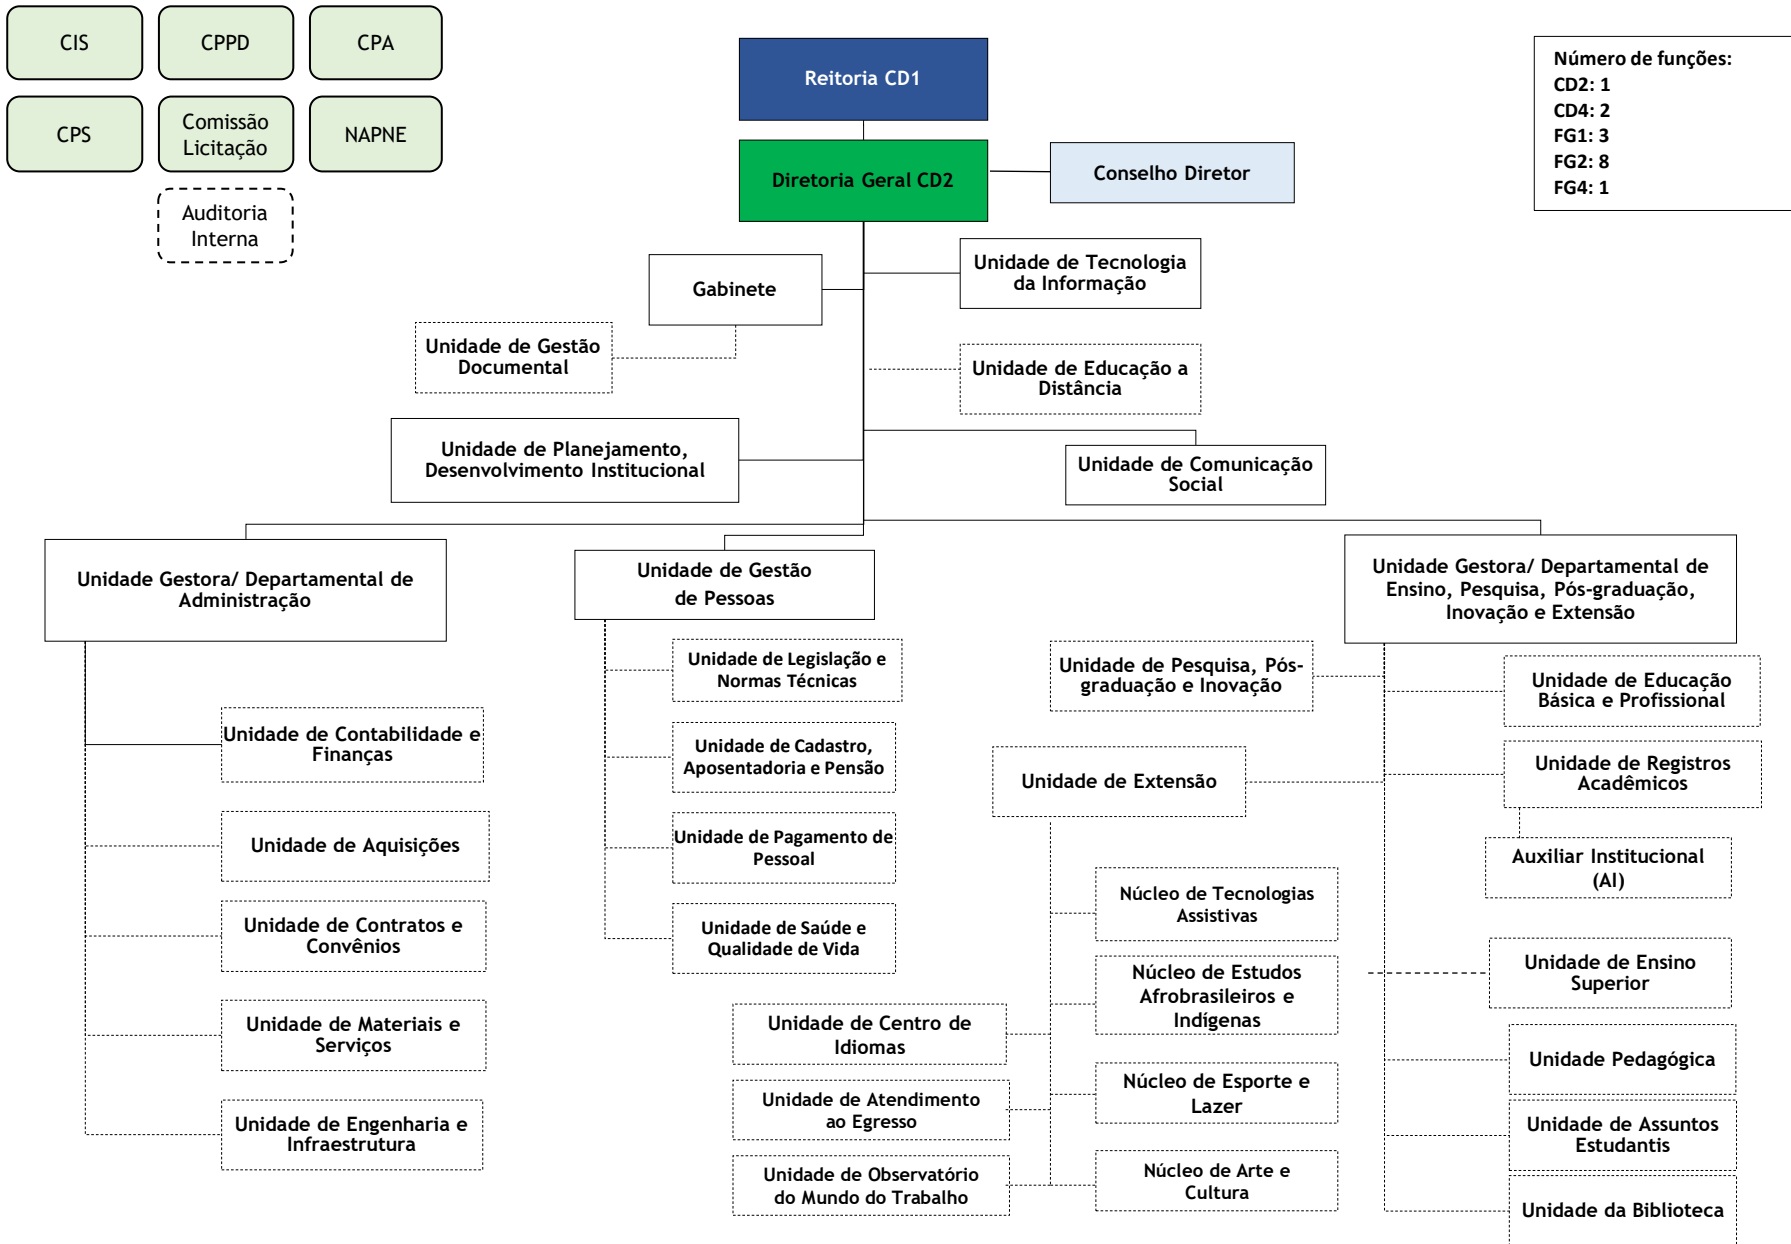 CIS
CPPD
CPA
CPS
Comissão
Licitação
NAPNE
Auditoria
Interna
Reitoria CD1
Diretoria Geral CD2
Conselho Diretor
Número de funções:
CD2: 1
CD4: 2
FG1: 3
FG2: 8
FG4: 1
Gabinete
Unidade de Tecnologia
da Informação
Unidade de Gestão
Documental
Unidade de Educação a
Distância
Unidade de Planejamento,
Desenvolvimento Institucional
Unidade de Comunicação
Social
Unidade Gestora/ Departamental de
Administração
Unidade de Contabilidade e
Finanças
Unidade de Aquisições
Unidade de Contratos e
Convênios
Unidade de Materiais e
Serviços
Unidade de Engenharia e
Infraestrutura
Unidade de Gestão
de Pessoas
Unidade de Legislação e
Normas Técnicas
Unidade de Cadastro,
Aposentadoria e Pensão
Unidade de Pagamento de
Pessoal
Unidade de Saúde e
Qualidade de Vida
Unidade Gestora/ Departamental de
Ensino, Pesquisa, Pós-graduação,
Inovação e Extensão
Unidade de Pesquisa, Pós-
graduação e Inovação
Unidade de Extensão
Núcleo de Tecnologias
Assistivas
Núcleo de Estudos
Afrobrasileiros e
Indígenas
Unidade de Centro de
Idiomas
Núcleo de Esporte e
Lazer
Unidade de Atendimento
ao Egresso
Núcleo de Arte e
Cultura
Unidade de Observatório
do Mundo do Trabalho
Unidade de Educação
Básica e Profissional
Unidade de Registros
Acadêmicos
Auxiliar Institucional
(AI)
Unidade de Ensino
Superior
Unidade Pedagógica
Unidade de Assuntos
Estudantis
Unidade da Biblioteca